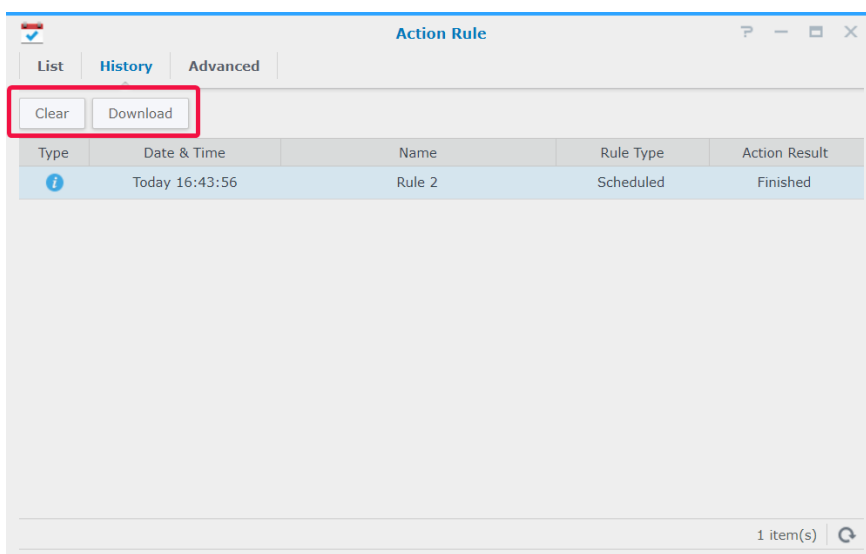 Action Rule
List History Advanced
Clear Download
Type Date & Time Name Rule Type Action Result
Today 16:43:56 Rule 2 Scheduled Finished
1 item(s)